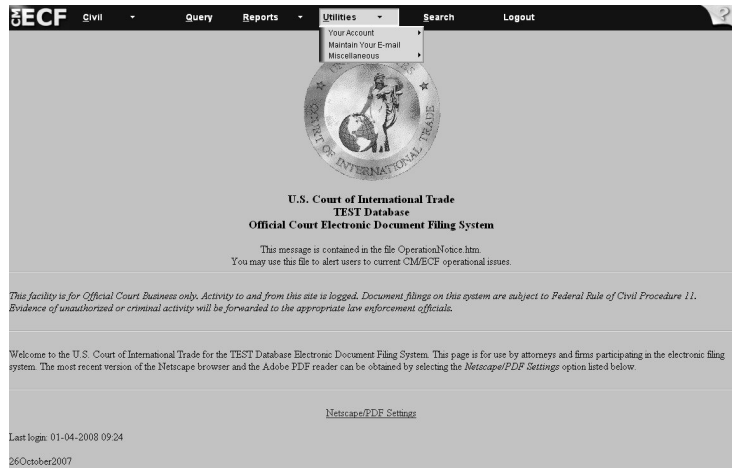 CM ECF Civil Query Reports Utilities Search Logout ?
Your Account
Maintain Your E-mail
Miscellaneous
COURT OF INTERNATIONAL TRADE
U.S. Court of International Trade
TEST Database
Official Court Electronic Document Filing System
This message is contained in the file OperationNotice.htm.
You may use this file to alert users to current CM/ECF operational issues.
This facility is for Official Court Business only. Activity to and from this site is logged. Document filings on this system are subject to Federal Rule of Civil Procedure 11.
Evidence of unauthorized or criminal activity will be forwarded to the appropriate law enforcement officials.
Welcome to the U.S. Court of International Trade for the TEST Database Electronic Document Filing System. This page is for use by attorneys and firms participating in the electronic filing
system. The most recent version of the Netscape browser and the Adobe PDF reader can be obtained by selecting the Netscape/PDF Settings option listed below.
Netscape/PDF Settings
Last login: 01-04-2008 09:24
26October2007